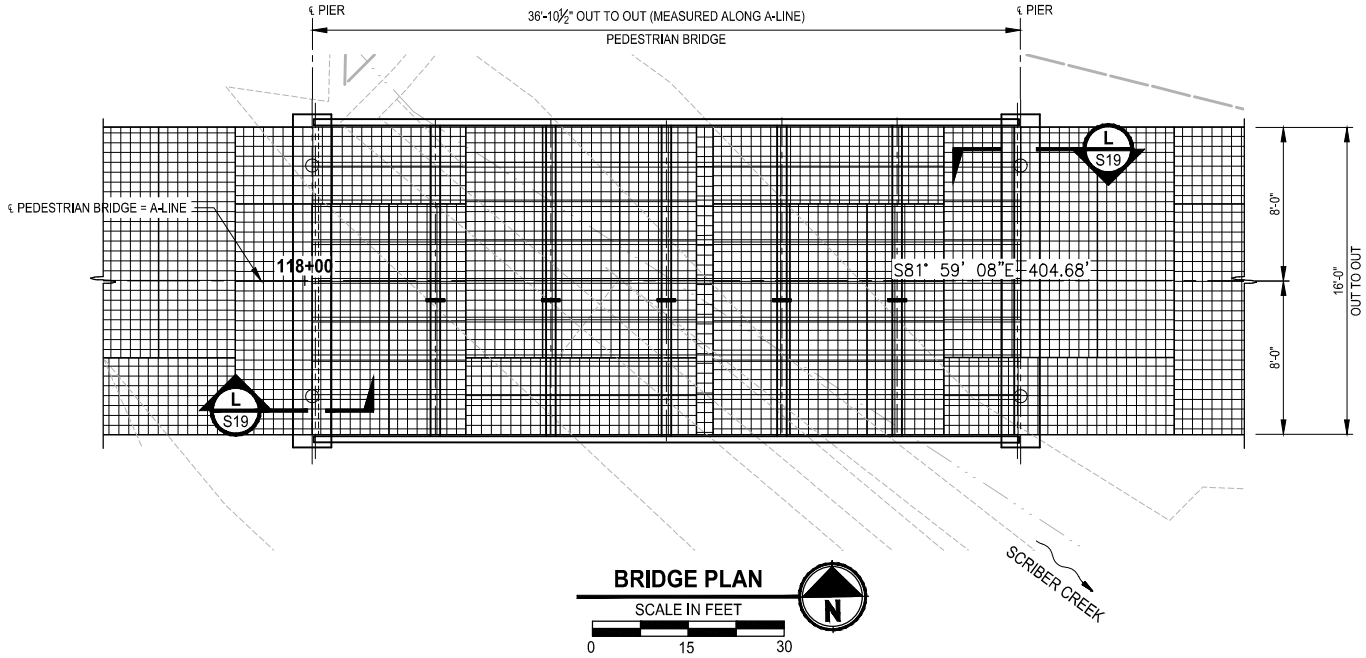 ℄ PIER
36'-10½" OUT TO OUT (MEASURED ALONG A-LINE)
℄ PIER
PEDESTRIAN BRIDGE
L
S19
℄ PEDESTRIAN BRIDGE = A-LINE
8'-0"
118+00
S81° 59' 08"E 404.68'
16'-0"
OUT TO OUT
8'-0"
L
S19
SCRIBER CREEK
BRIDGE PLAN
N
SCALE IN FEET
0 15 30